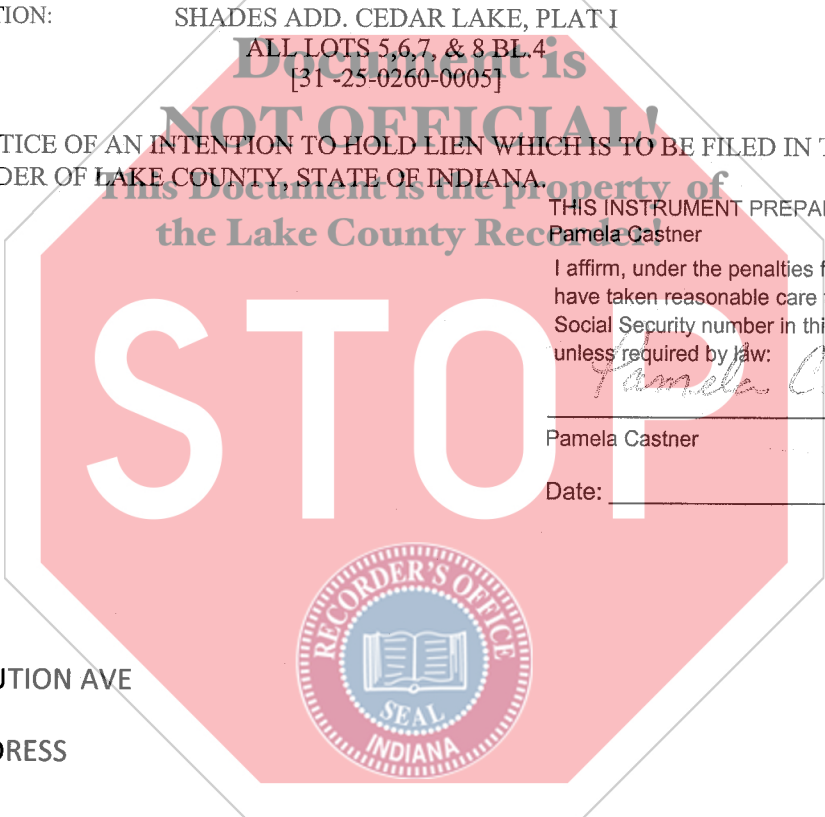 TION: SHADES ADD. CEDAR LAKE, PLAT I
ALL LOTS 5,6,7, & 8 BL.4
[31 -25-0260-0005]
Document is
NOT OFFICIAL!
TICE OF AN INTENTION TO HOLD LIEN WHICH IS TO BE FILED IN T
DER OF LAKE COUNTY, STATE OF INDIANA.
This Document is the property of
the Lake County Recorder!
THIS INSTRUMENT PREPA
Pamela Castner
I affirm, under the penalties f
have taken reasonable care
Social Security number in thi
unless required by law:
Pamela C
Pamela Castner
Date:
STOP
RECORDER'S OFFICE
SEAL
INDIANA
UTION AVE
DRESS